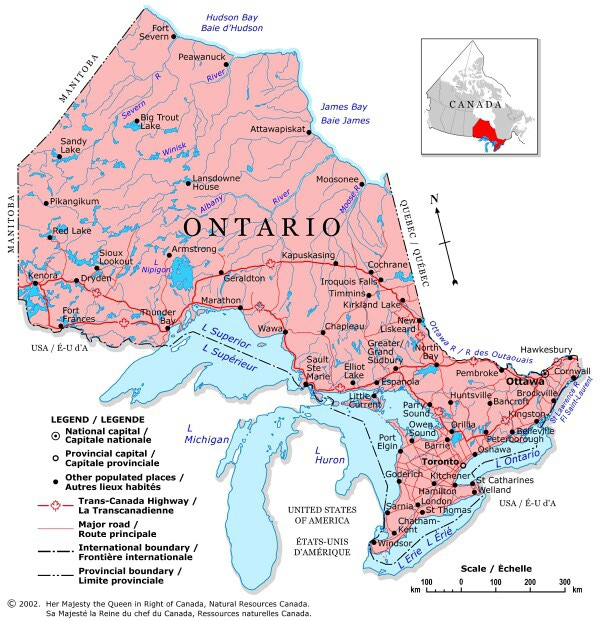 Hudson Bay
Baie d'Hudson
Fort
Severn
Peawanuck
MANITOBA
Severn
R
River
James Bay
Baie James
CANADA
Big Trout
Lake
Attawapiskat
Sandy
Lake
Winisk
Lansdowne
House
Moosonee
Pikangikum
Albany
River
Moose R
MANITOBA
QUEBEC / QUÉBEC
N
ONTARIO
Red Lake
Sioux
Lookout
Armstrong
L
Nipigon
Kapuskasing
Cochrane
Kenora
Dryden
Geraldton
Iroquois Falls
Timmins
Kirkland Lake
Fort
Frances
Thunder
Bay
Marathon
Wawa
Chapleau
New
Liskeard
USA / É-U d'A
L Superior
L Supérieur
Ottawa R / R des Outaouais
Greater/
Grand
Sudbury
North
Bay
Hawkesbury
Sault
Ste
Marie
Elliot
Lake
Espanola
Pembroke
Ottawa
Cornwall
Little
Current
Parry
Sound
Huntsville
Bancroft
Brockville
St Lawrence R
Fl Saint-Laurent
Kingston
Owen
Sound
Orillia
Belleville
Barrie
Peterborough
Port
Elgin
L
Michigan
L
Huron
Toronto
Oshawa
L Ontario
Goderich
Kitchener
St Catharines
Hamilton
Welland
London
Sarnia
St Thomas
USA / É-U d'A
Chatham-
Kent
Windsor
L Erie
L Érié
UNITED STATES
OF AMERICA
ÉTATS-UNIS
D'AMÉRIQUE
LEGEND / LEGENDE
National capital /
Capitale nationale
Provincial capital /
Capitale provinciale
Other populated places /
Autres lieux habités
Trans-Canada Highway /
La Transcanadienne
Major road /
Route principale
International boundary /
Frontière internationale
Provincial boundary /
Limite provinciale
Scale / Échelle
100 0 100 200 300
km km
© 2002. Her Majesty the Queen in Right of Canada, Natural Resources Canada.
Sa Majesté la Reine du chef du Canada, Ressources naturelles Canada.